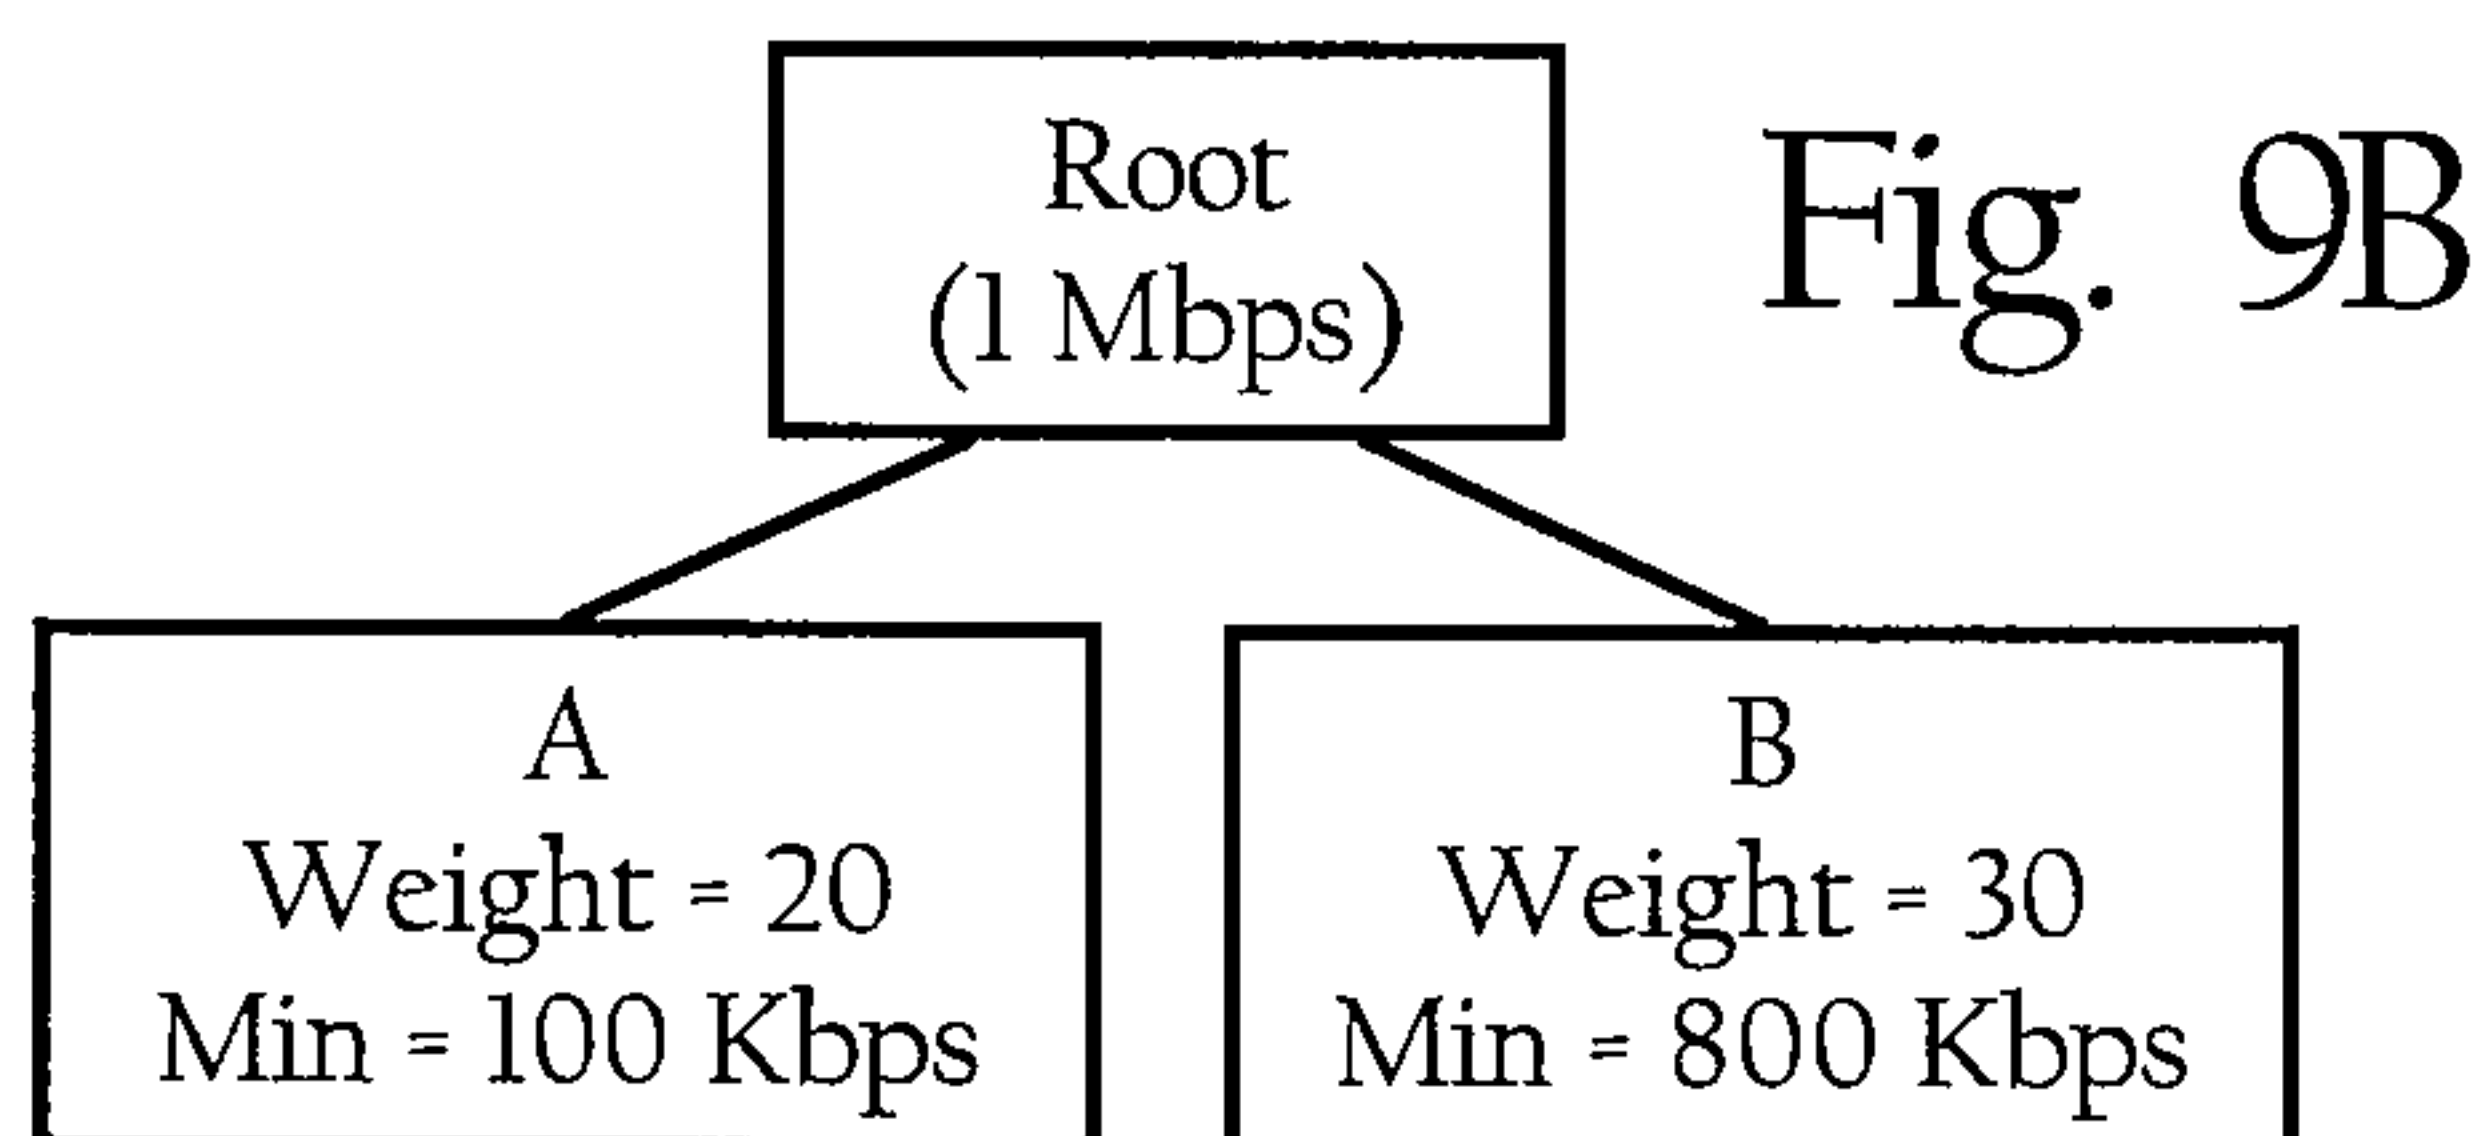 Root
(1 Mbps)
Fig. 9B
A
Weight = 20
Min = 100 Kbps
B
Weight = 30
Min = 800 Kbps